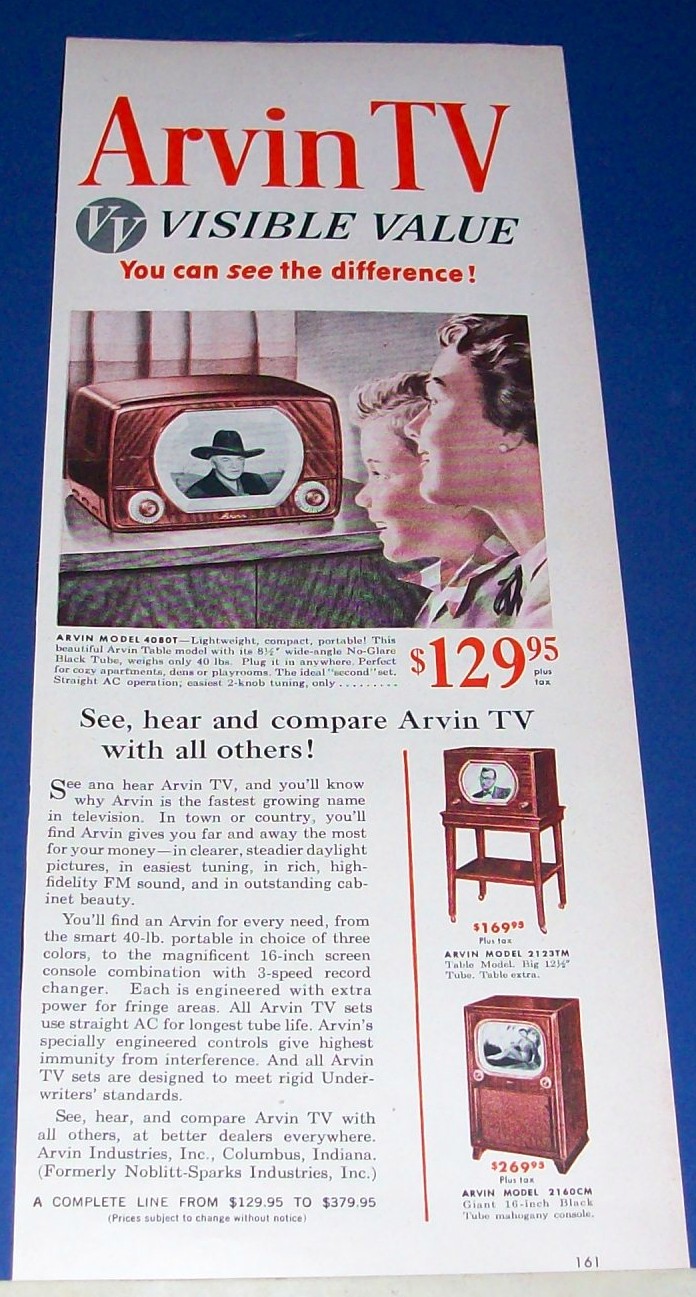 Arvin TV
VV VISIBLE VALUE
You can see the difference!
Arvin
ARVIN MODEL 4080T—Lightweight, compact, portable! This
beautiful Arvin Table model with its 8½" wide-angle No-Glare
Black Tube, weighs only 40 lbs. Plug it in anywhere. Perfect
for cozy apartments, dens or playrooms. The ideal "second" set.
Straight AC operation; easiest 2-knob tuning, only .........
$129.95
plus
tax
See, hear and compare Arvin TV
with all others!
See and hear Arvin TV, and you'll know
why Arvin is the fastest growing name
in television. In town or country, you'll
find Arvin gives you far and away the most
for your money—in clearer, steadier daylight
pictures, in easiest tuning, in rich, high-
fidelity FM sound, and in outstanding cab-
inet beauty.
You'll find an Arvin for every need, from
the smart 40-lb. portable in choice of three
colors, to the magnificent 16-inch screen
console combination with 3-speed record
changer. Each is engineered with extra
power for fringe areas. All Arvin TV sets
use straight AC for longest tube life. Arvin's
specially engineered controls give highest
immunity from interference. And all Arvin
TV sets are designed to meet rigid Under-
writers' standards.
See, hear, and compare Arvin TV with
all others, at better dealers everywhere.
Arvin Industries, Inc., Columbus, Indiana.
(Formerly Noblitt-Sparks Industries, Inc.)
A COMPLETE LINE FROM $129.95 TO $379.95
(Prices subject to change without notice)
$169.95
Plus tax
ARVIN MODEL 2123TM
Table Model. Big 12½"
Tube. Table extra.
$269.95
Plus tax
ARVIN MODEL 2160CM
Giant 16-inch Black
Tube mahogany console.
161